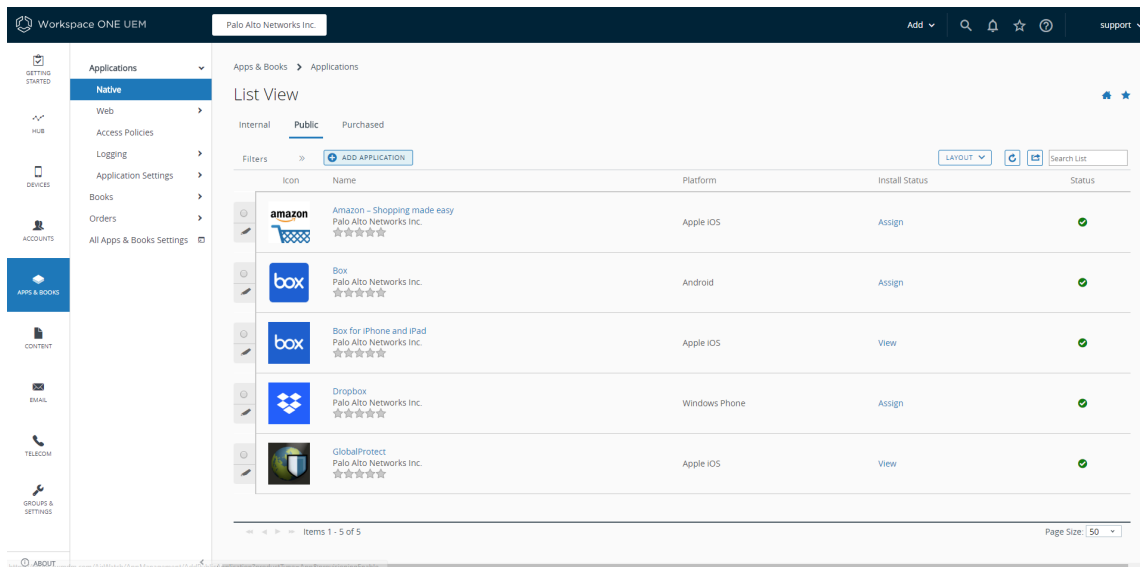 Workspace ONE UEM
Palo Alto Networks Inc.
Add
support
GETTING
STARTED
HUB
DEVICES
ACCOUNTS
APPS & BOOKS
CONTENT
EMAIL
TELECOM
GROUPS &
SETTINGS
ABOUT
Applications
Native
Web
Access Policies
Logging
Application Settings
Books
Orders
All Apps & Books Settings
Apps & Books > Applications
List View
Internal Public Purchased
Filters » ADD APPLICATION LAYOUT Search List
Icon Name Platform Install Status Status
amazon
Amazon – Shopping made easy
Palo Alto Networks Inc.
Apple iOS Assign
box
Box
Palo Alto Networks Inc.
Android Assign
box
Box for iPhone and iPad
Palo Alto Networks Inc.
Apple iOS View
Dropbox
Palo Alto Networks Inc.
Windows Phone Assign
GlobalProtect
Palo Alto Networks Inc.
Apple iOS View
Items 1 - 5 of 5 Page Size: 50